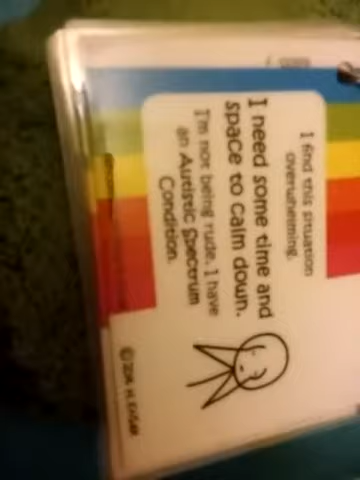 I find this situation
overwhelming.
I need some time and
space to calm down.
I'm not being rude, I have
an Autistic Spectrum
Condition.